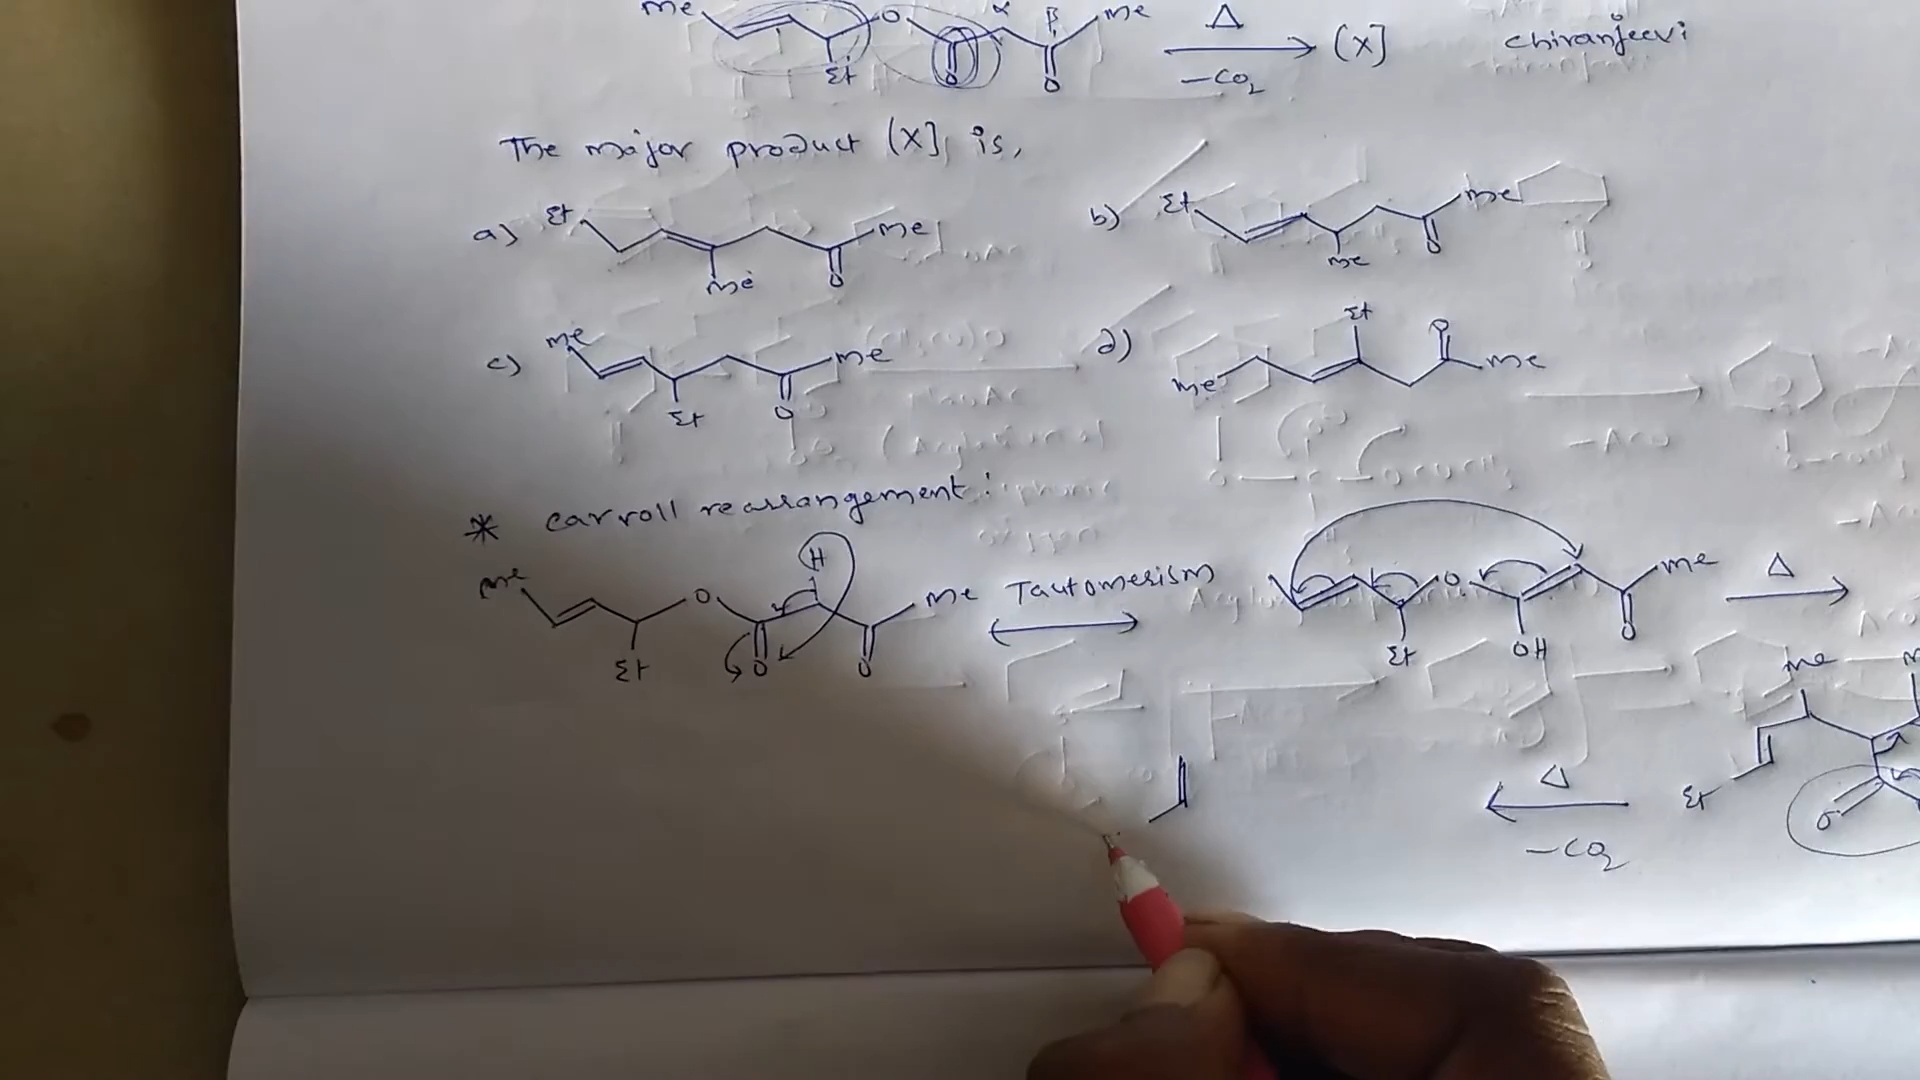 Me O α β Me Δ (X] chiranjeevi
Et O O -CO2
The major product (X] is,
a) Et Me O Me
b) Et Me O Me
c) Me Et O Me
d) Me Et O Me
* Carroll rearrangement:
Me O H Me Tautomerism O Me Δ
Et O O Et OH O
Me
Δ
Et O
-CO2